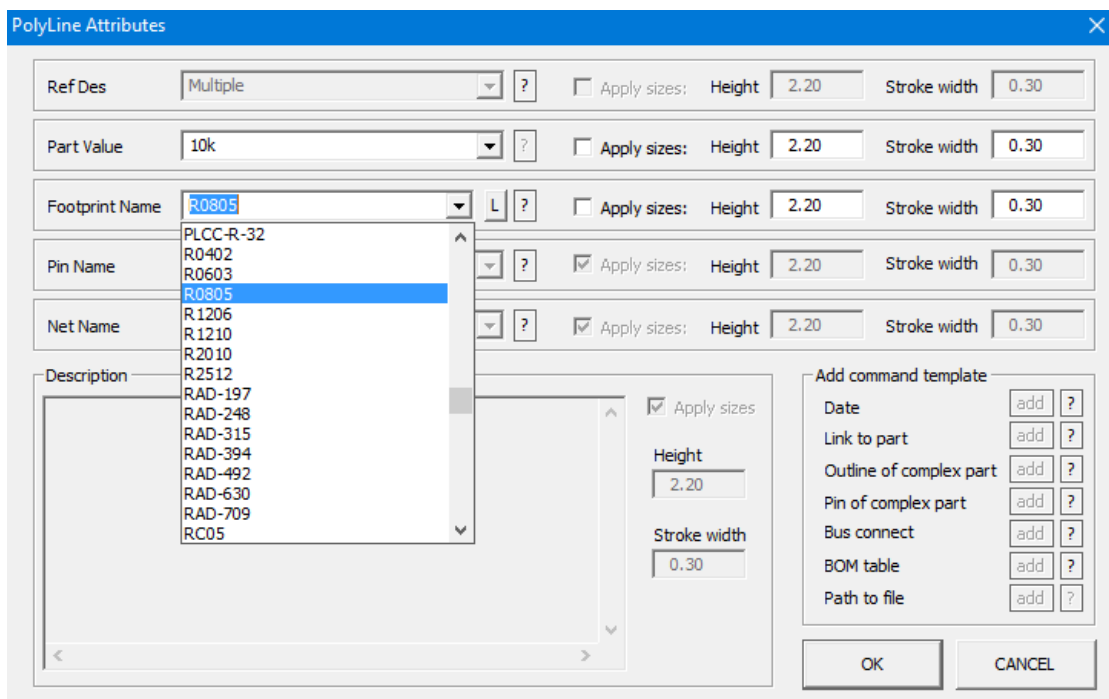 PolyLine Attributes
Ref Des Multiple ? Apply sizes: Height 2.20 Stroke width 0.30
Part Value 10k ? Apply sizes: Height 2.20 Stroke width 0.30
Footprint Name R0805 L ? Apply sizes: Height 2.20 Stroke width 0.30
PLCC-R-32
R0402
R0603
R0805
R1206
R1210
R2010
R2512
RAD-197
RAD-248
RAD-315
RAD-394
RAD-492
RAD-630
RAD-709
RC05
Pin Name ? Apply sizes: Height 2.20 Stroke width 0.30
Net Name ? Apply sizes: Height 2.20 Stroke width 0.30
Description
Apply sizes
Height
2.20
Stroke width
0.30
Add command template
Date add ?
Link to part add ?
Outline of complex part add ?
Pin of complex part add ?
Bus connect add ?
BOM table add ?
Path to file add ?
OK CANCEL